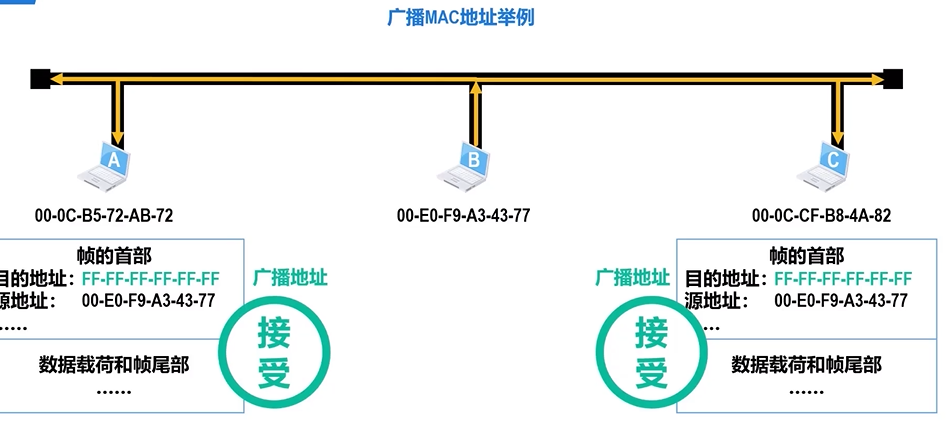 广播MAC地址举例
A
B
C
00-0C-B5-72-AB-72
00-E0-F9-A3-43-77
00-0C-CF-B8-4A-82
帧的首部
目的地址：FF-FF-FF-FF-FF-FF
源地址： 00-E0-F9-A3-43-77
……
数据载荷和帧尾部
……
广播地址
接
受
广播地址
接
受
帧的首部
目的地址：FF-FF-FF-FF-FF-FF
源地址： 00-E0-F9-A3-43-77
……
数据载荷和帧尾部
……